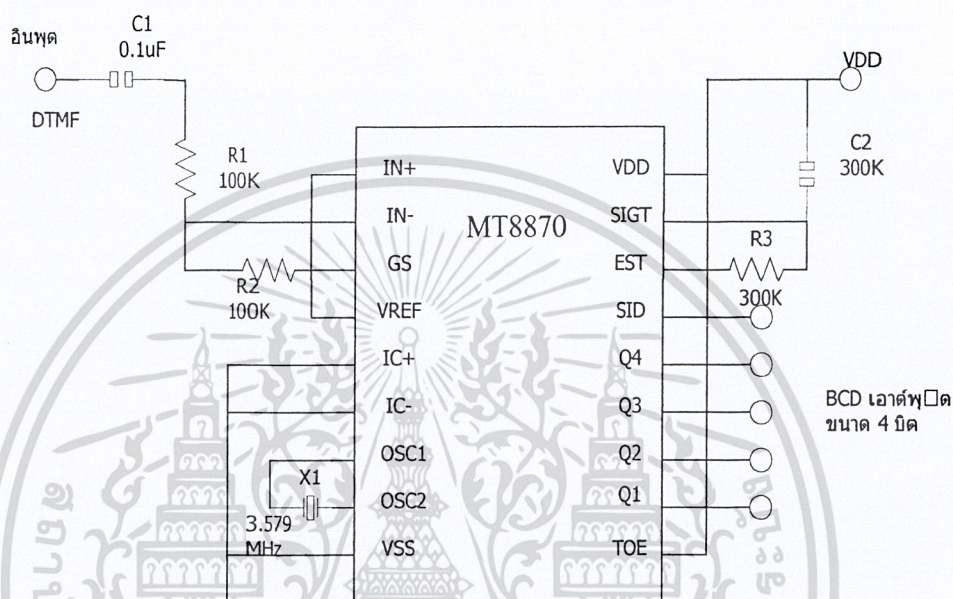 อินพุต
C1
0.1uF
DTMF
R1
100K
R2
100K
IN+
IN-
GS
VREF
IC+
IC-
OSC1
OSC2
VSS
X1
3.579
MHz
MT8870
VDD
SIGT
EST
SID
Q4
Q3
Q2
Q1
TOE
VDD
C2
300K
R3
300K
BCD เอาต์พุ□ต
ขนาด 4 บิต